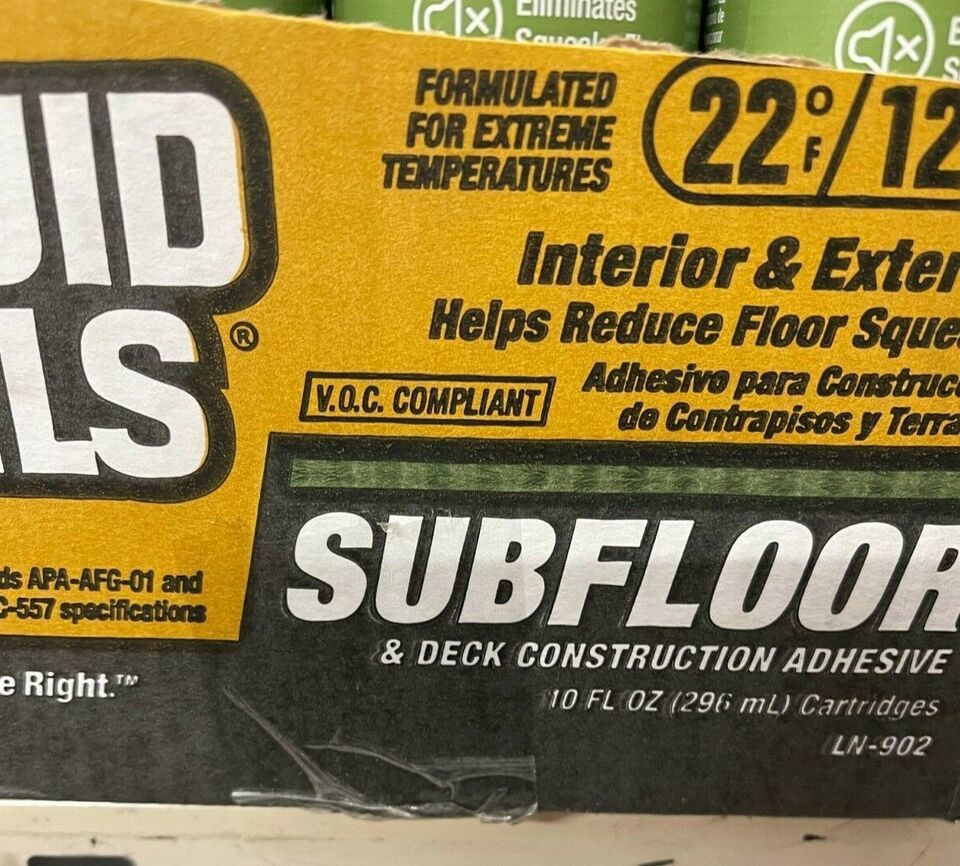 Eliminates
FORMULATED
FOR EXTREME
TEMPERATURES
22°F/12
UID
ILS®
Interior & Exter
Helps Reduce Floor Sque
V.O.C. COMPLIANT
Adhesivo para Construc
de Contrapisos y Terra
SUBFLOOR
& DECK CONSTRUCTION ADHESIVE
10 FL OZ (296 mL) Cartridges
LN-902
ds APA-AFG-01 and
C-557 specifications
e Right.™